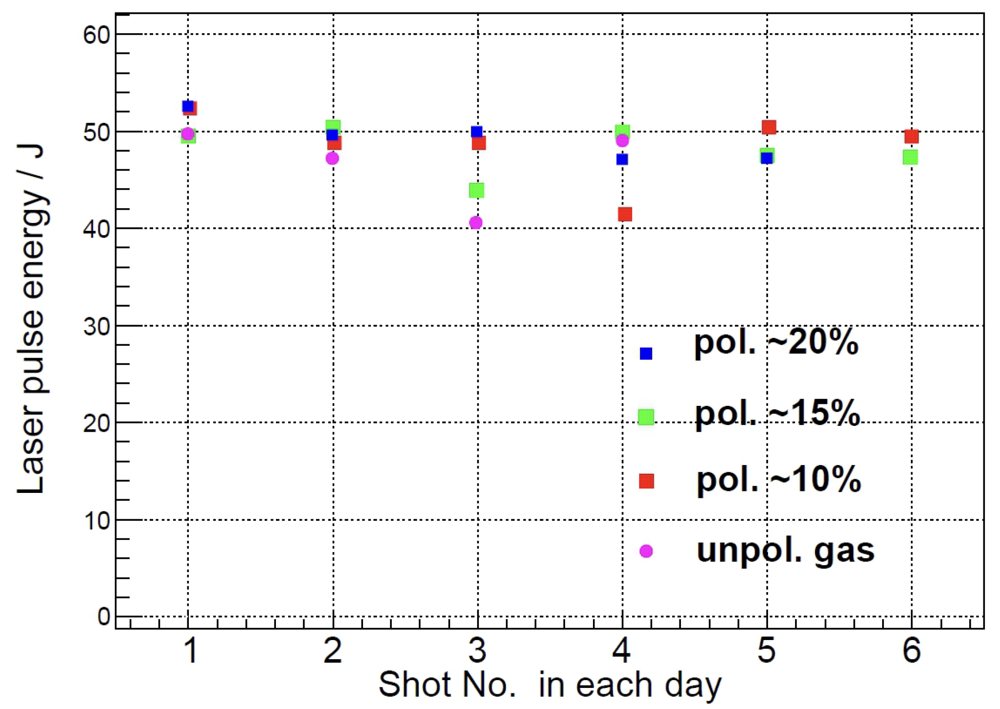 Laser pulse energy / J
60
50
40
30
20
10
0
pol. ~20%
pol. ~15%
pol. ~10%
unpol. gas
1 2 3 4 5 6
Shot No. in each day